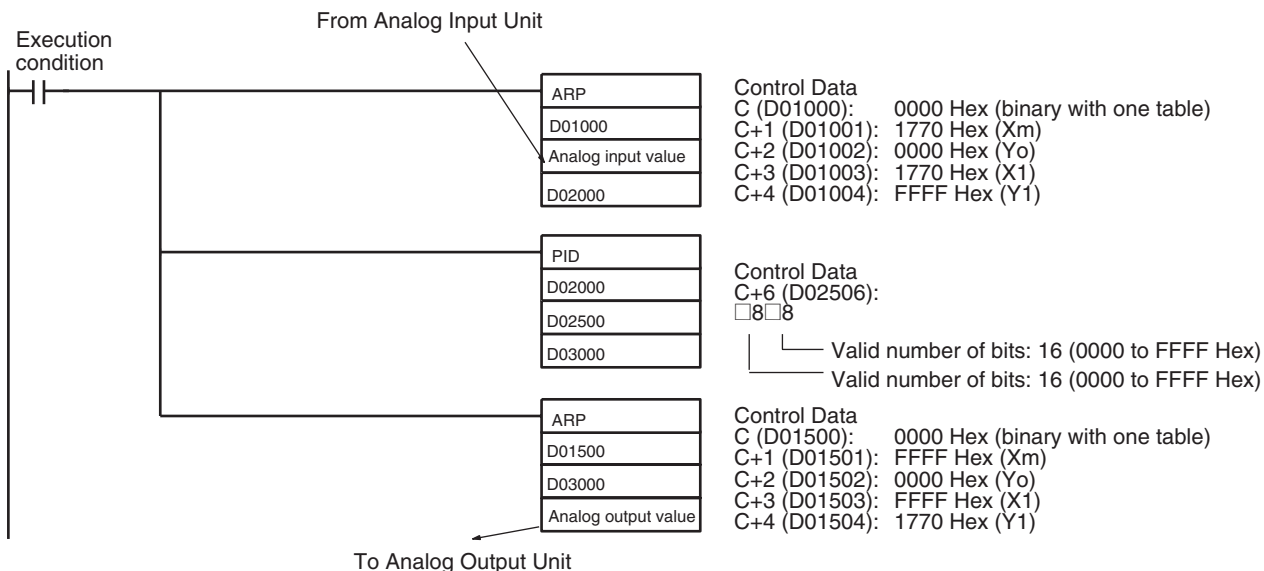 From Analog Input Unit
Execution
condition
ARP
D01000
Analog input value
D02000
Control Data
C (D01000): 0000 Hex (binary with one table)
C+1 (D01001): 1770 Hex (Xm)
C+2 (D01002): 0000 Hex (Yo)
C+3 (D01003): 1770 Hex (X1)
C+4 (D01004): FFFF Hex (Y1)
PID
D02000
D02500
D03000
Control Data
C+6 (D02506):
□8□8
Valid number of bits: 16 (0000 to FFFF Hex)
Valid number of bits: 16 (0000 to FFFF Hex)
ARP
D01500
D03000
Analog output value
Control Data
C (D01500): 0000 Hex (binary with one table)
C+1 (D01501): FFFF Hex (Xm)
C+2 (D01502): 0000 Hex (Yo)
C+3 (D01503): FFFF Hex (X1)
C+4 (D01504): 1770 Hex (Y1)
To Analog Output Unit